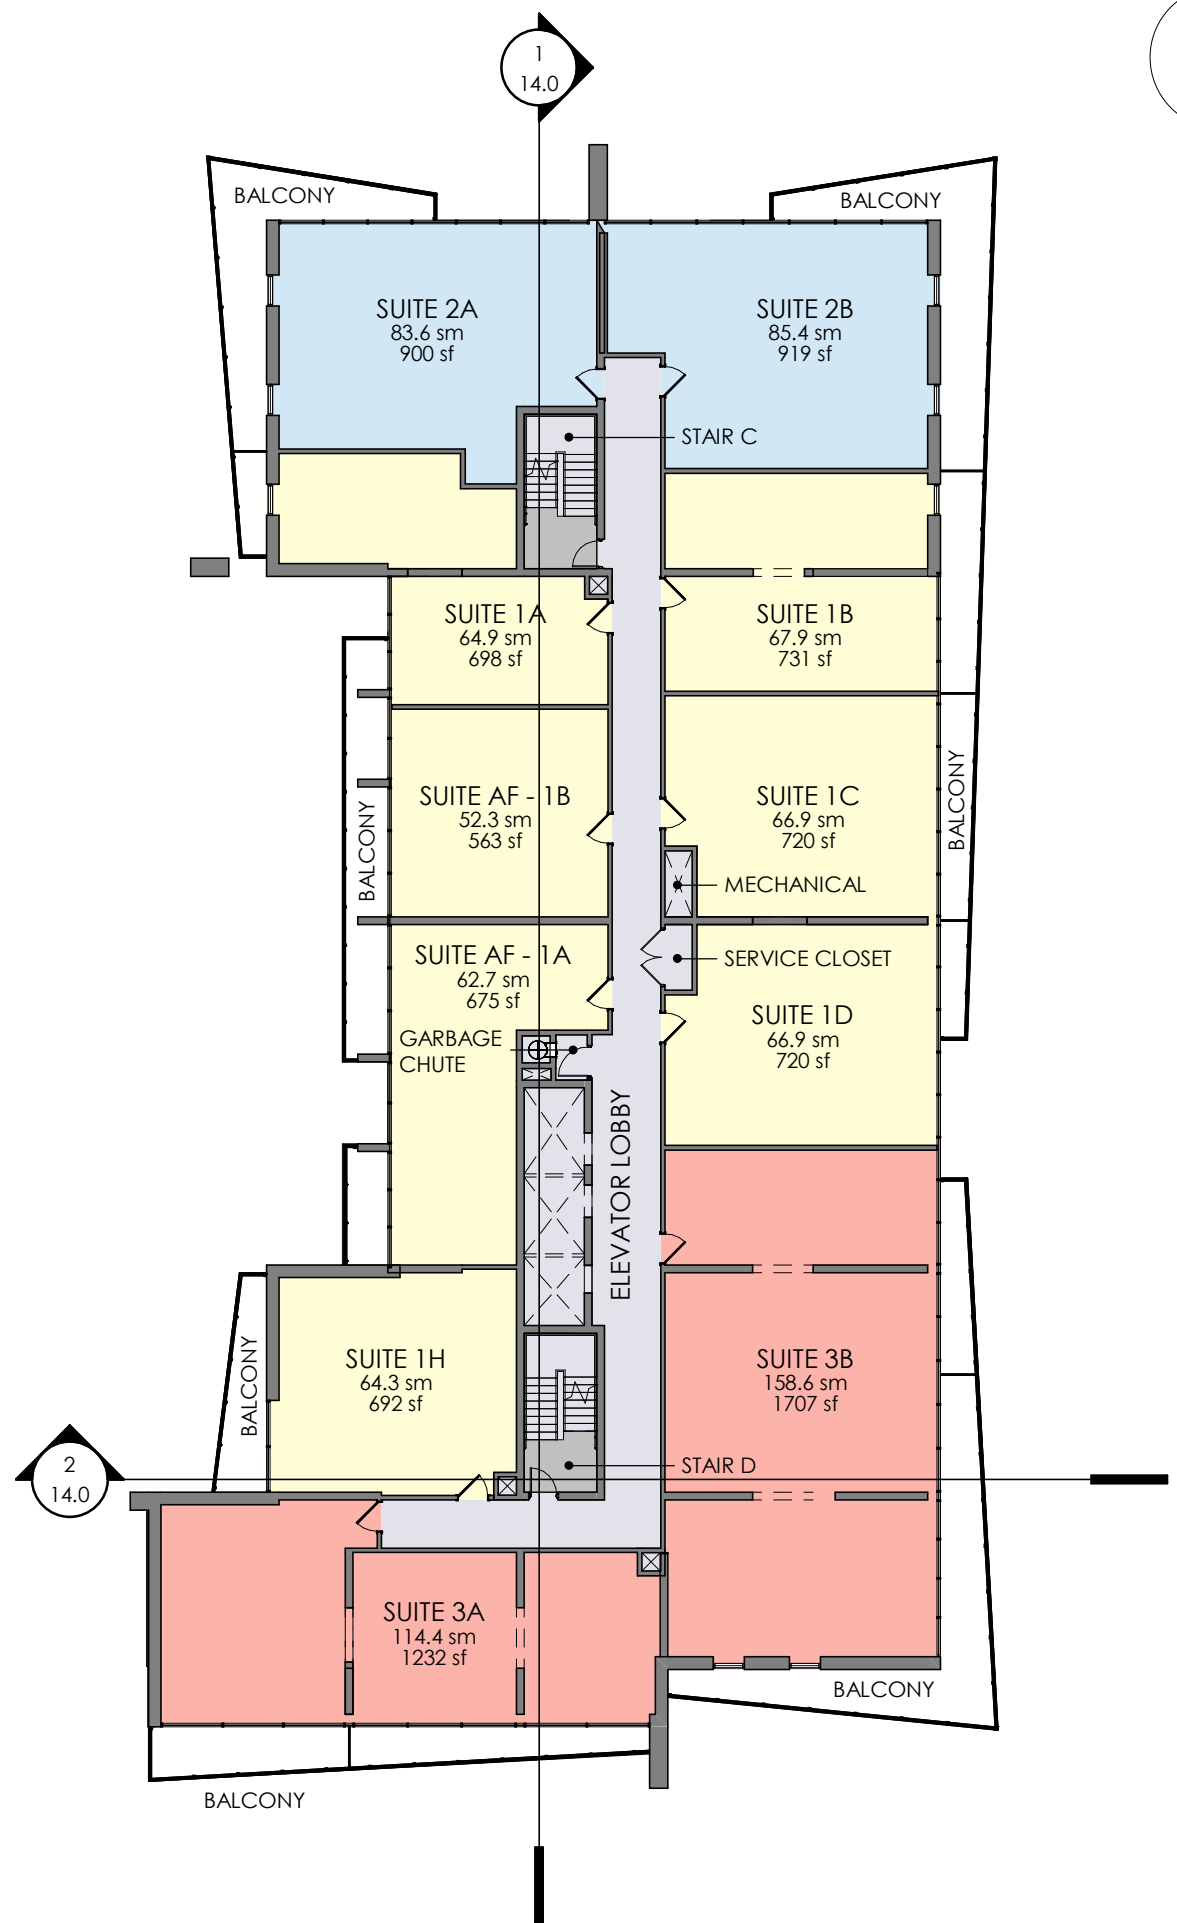 1
14.0
BALCONY
BALCONY
SUITE 2A
83.6 sm
900 sf
SUITE 2B
85.4 sm
919 sf
STAIR C
SUITE 1A
64.9 sm
698 sf
SUITE 1B
67.9 sm
731 sf
SUITE AF - 1B
52.3 sm
563 sf
SUITE 1C
66.9 sm
720 sf
BALCONY
BALCONY
MECHANICAL
SUITE AF - 1A
62.7 sm
675 sf
SERVICE CLOSET
SUITE 1D
66.9 sm
720 sf
GARBAGE
CHUTE
ELEVATOR LOBBY
SUITE 1H
64.3 sm
692 sf
BALCONY
SUITE 3B
158.6 sm
1707 sf
STAIR D
2
14.0
SUITE 3A
114.4 sm
1232 sf
BALCONY
BALCONY